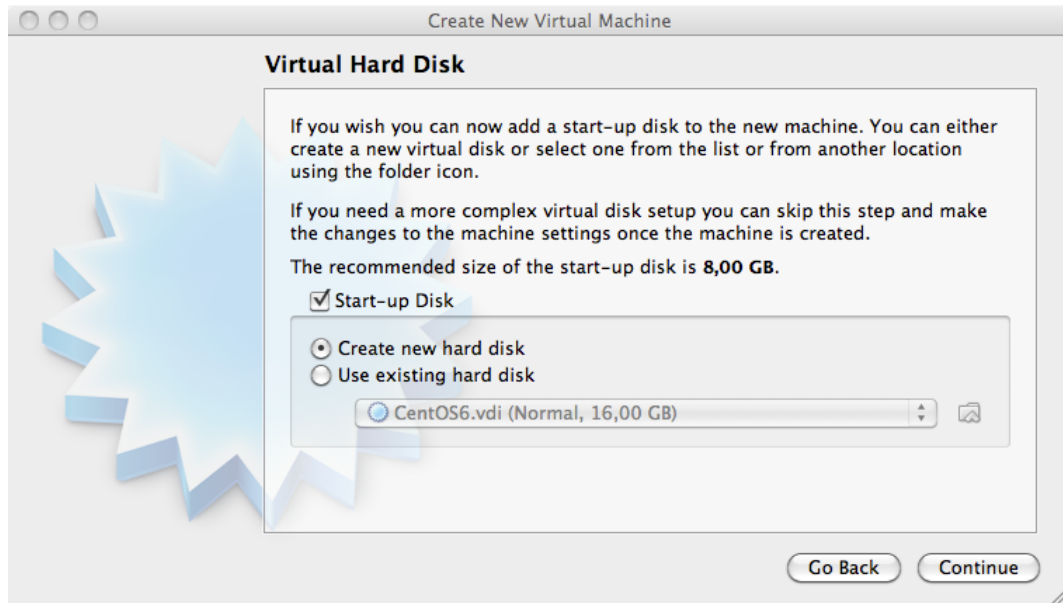 Create New Virtual Machine
Virtual Hard Disk
If you wish you can now add a start-up disk to the new machine. You can either
create a new virtual disk or select one from the list or from another location
using the folder icon.
If you need a more complex virtual disk setup you can skip this step and make
the changes to the machine settings once the machine is created.
The recommended size of the start-up disk is 8,00 GB.
Start-up Disk
Create new hard disk
Use existing hard disk
CentOS6.vdi (Normal, 16,00 GB)
Go Back
Continue